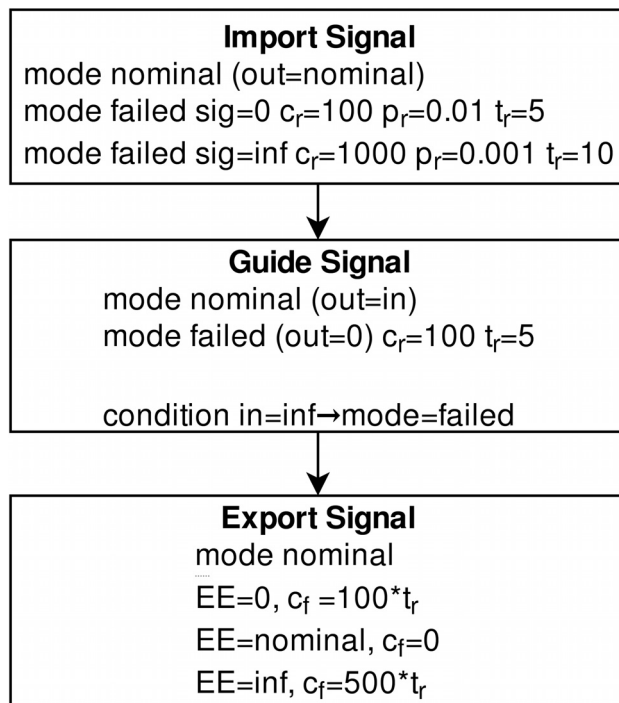 Import Signal
mode nominal (out=nominal)
mode failed sig=0 cᵣ=100 pᵣ=0.01 tᵣ=5
mode failed sig=inf cᵣ=1000 pᵣ=0.001 tᵣ=10
Guide Signal
mode nominal (out=in)
mode failed (out=0) cᵣ=100 tᵣ=5
condition in=inf→mode=failed
Export Signal
mode nominal
EE=0, c_f =100*tᵣ
EE=nominal, c_f=0
EE=inf, c_f=500*tᵣ